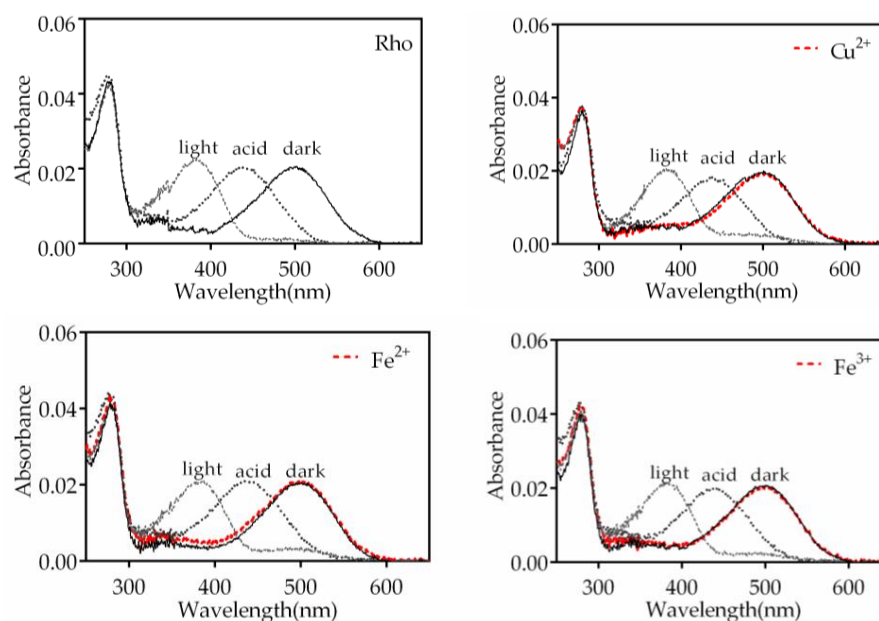 0.06
Rho
0.04
light
acid
dark
0.02
0.00
300
400
500
600
Absorbance
Wavelength(nm)
0.06
Cu²⁺
0.04
light
acid
dark
0.02
0.00
300
400
500
600
Absorbance
Wavelength(nm)
0.06
Fe²⁺
0.04
light
acid
dark
0.02
0.00
300
400
500
600
Absorbance
Wavelength(nm)
0.06
Fe³⁺
0.04
light
acid
dark
0.02
0.00
300
400
500
600
Absorbance
Wavelength(nm)